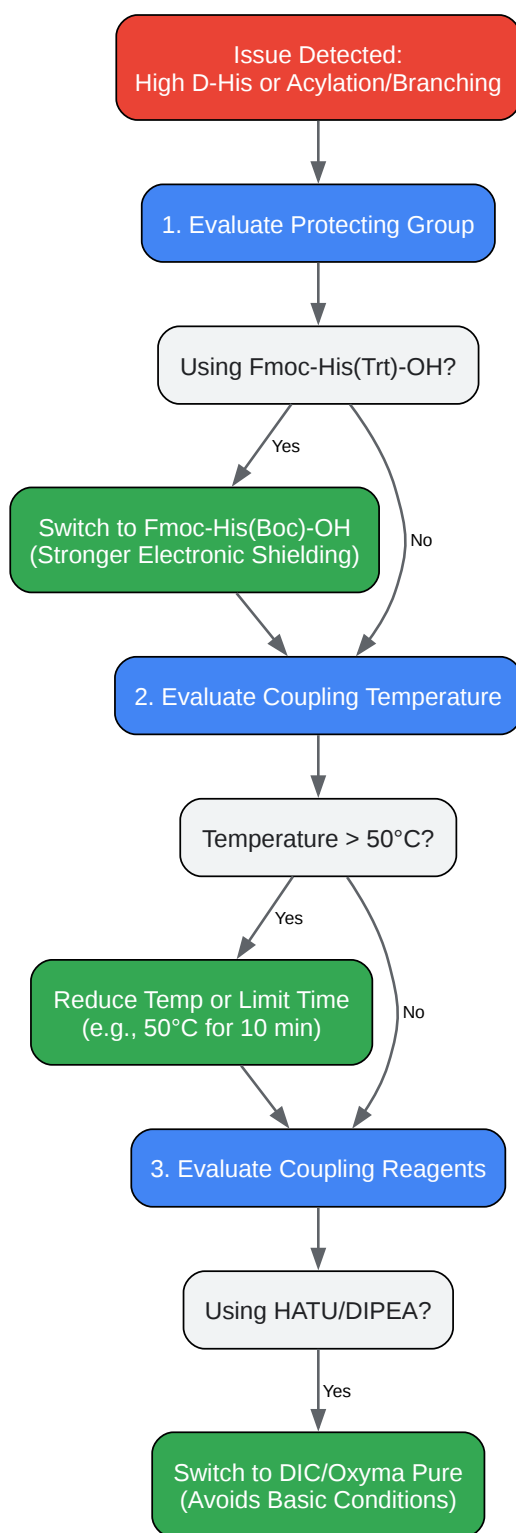 Issue Detected:
High D-His or Acylation/Branching
1. Evaluate Protecting Group
Using Fmoc-His(Trt)-OH?
Yes
Switch to Fmoc-His(Boc)-OH
(Stronger Electronic Shielding)
No
2. Evaluate Coupling Temperature
Temperature > 50°C?
Yes
Reduce Temp or Limit Time
(e.g., 50°C for 10 min)
No
3. Evaluate Coupling Reagents
Using HATU/DIPEA?
Yes
Switch to DIC/Oxyma Pure
(Avoids Basic Conditions)